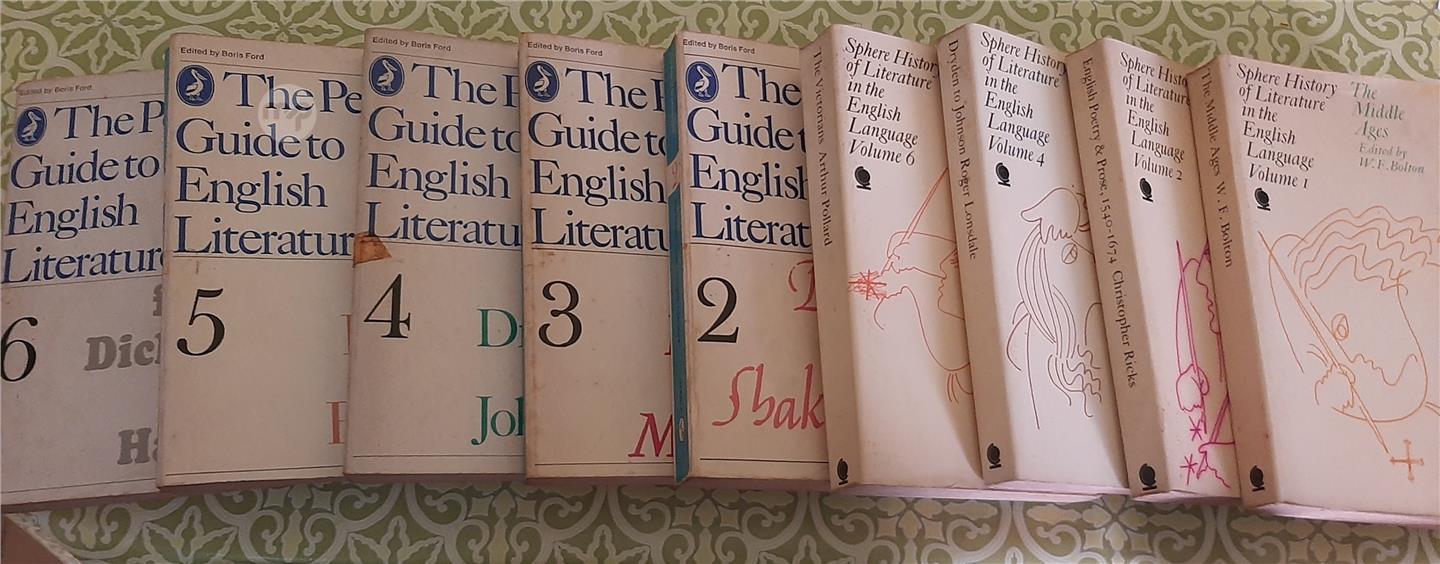 Edited by Boris Ford
The P
Guide to
English
Literatur
6
Dic
Ha
Edited by Boris Ford
The Pe
Guide to
English
Literatur
5
Edited by Boris Ford
The P
Guide to
English
Literatu
4
D
Joh
Edited by Boris Ford
The P
Guide to
English
Literatu
3
M
Edited by Boris Ford
The
Guide t
English
Literat
2
Shak
The Victorians Arthur Pollard
Sphere History
of Literature
in the
English
Language
Volume 6
Dryden to Johnson Roger Lonsdale
Sphere History
of Literature
in the
English
Language
Volume 4
English Poetry & Prose, 1540-1674 Christopher Ricks
Sphere Histo
of Literature
in the
English
Language
Volume 2
The Middle Ages W. F. Bolton
Sphere History
of Literature
in the
English
Language
Volume 1
The
Middle
Ages
Edited by
W. F. Bolton